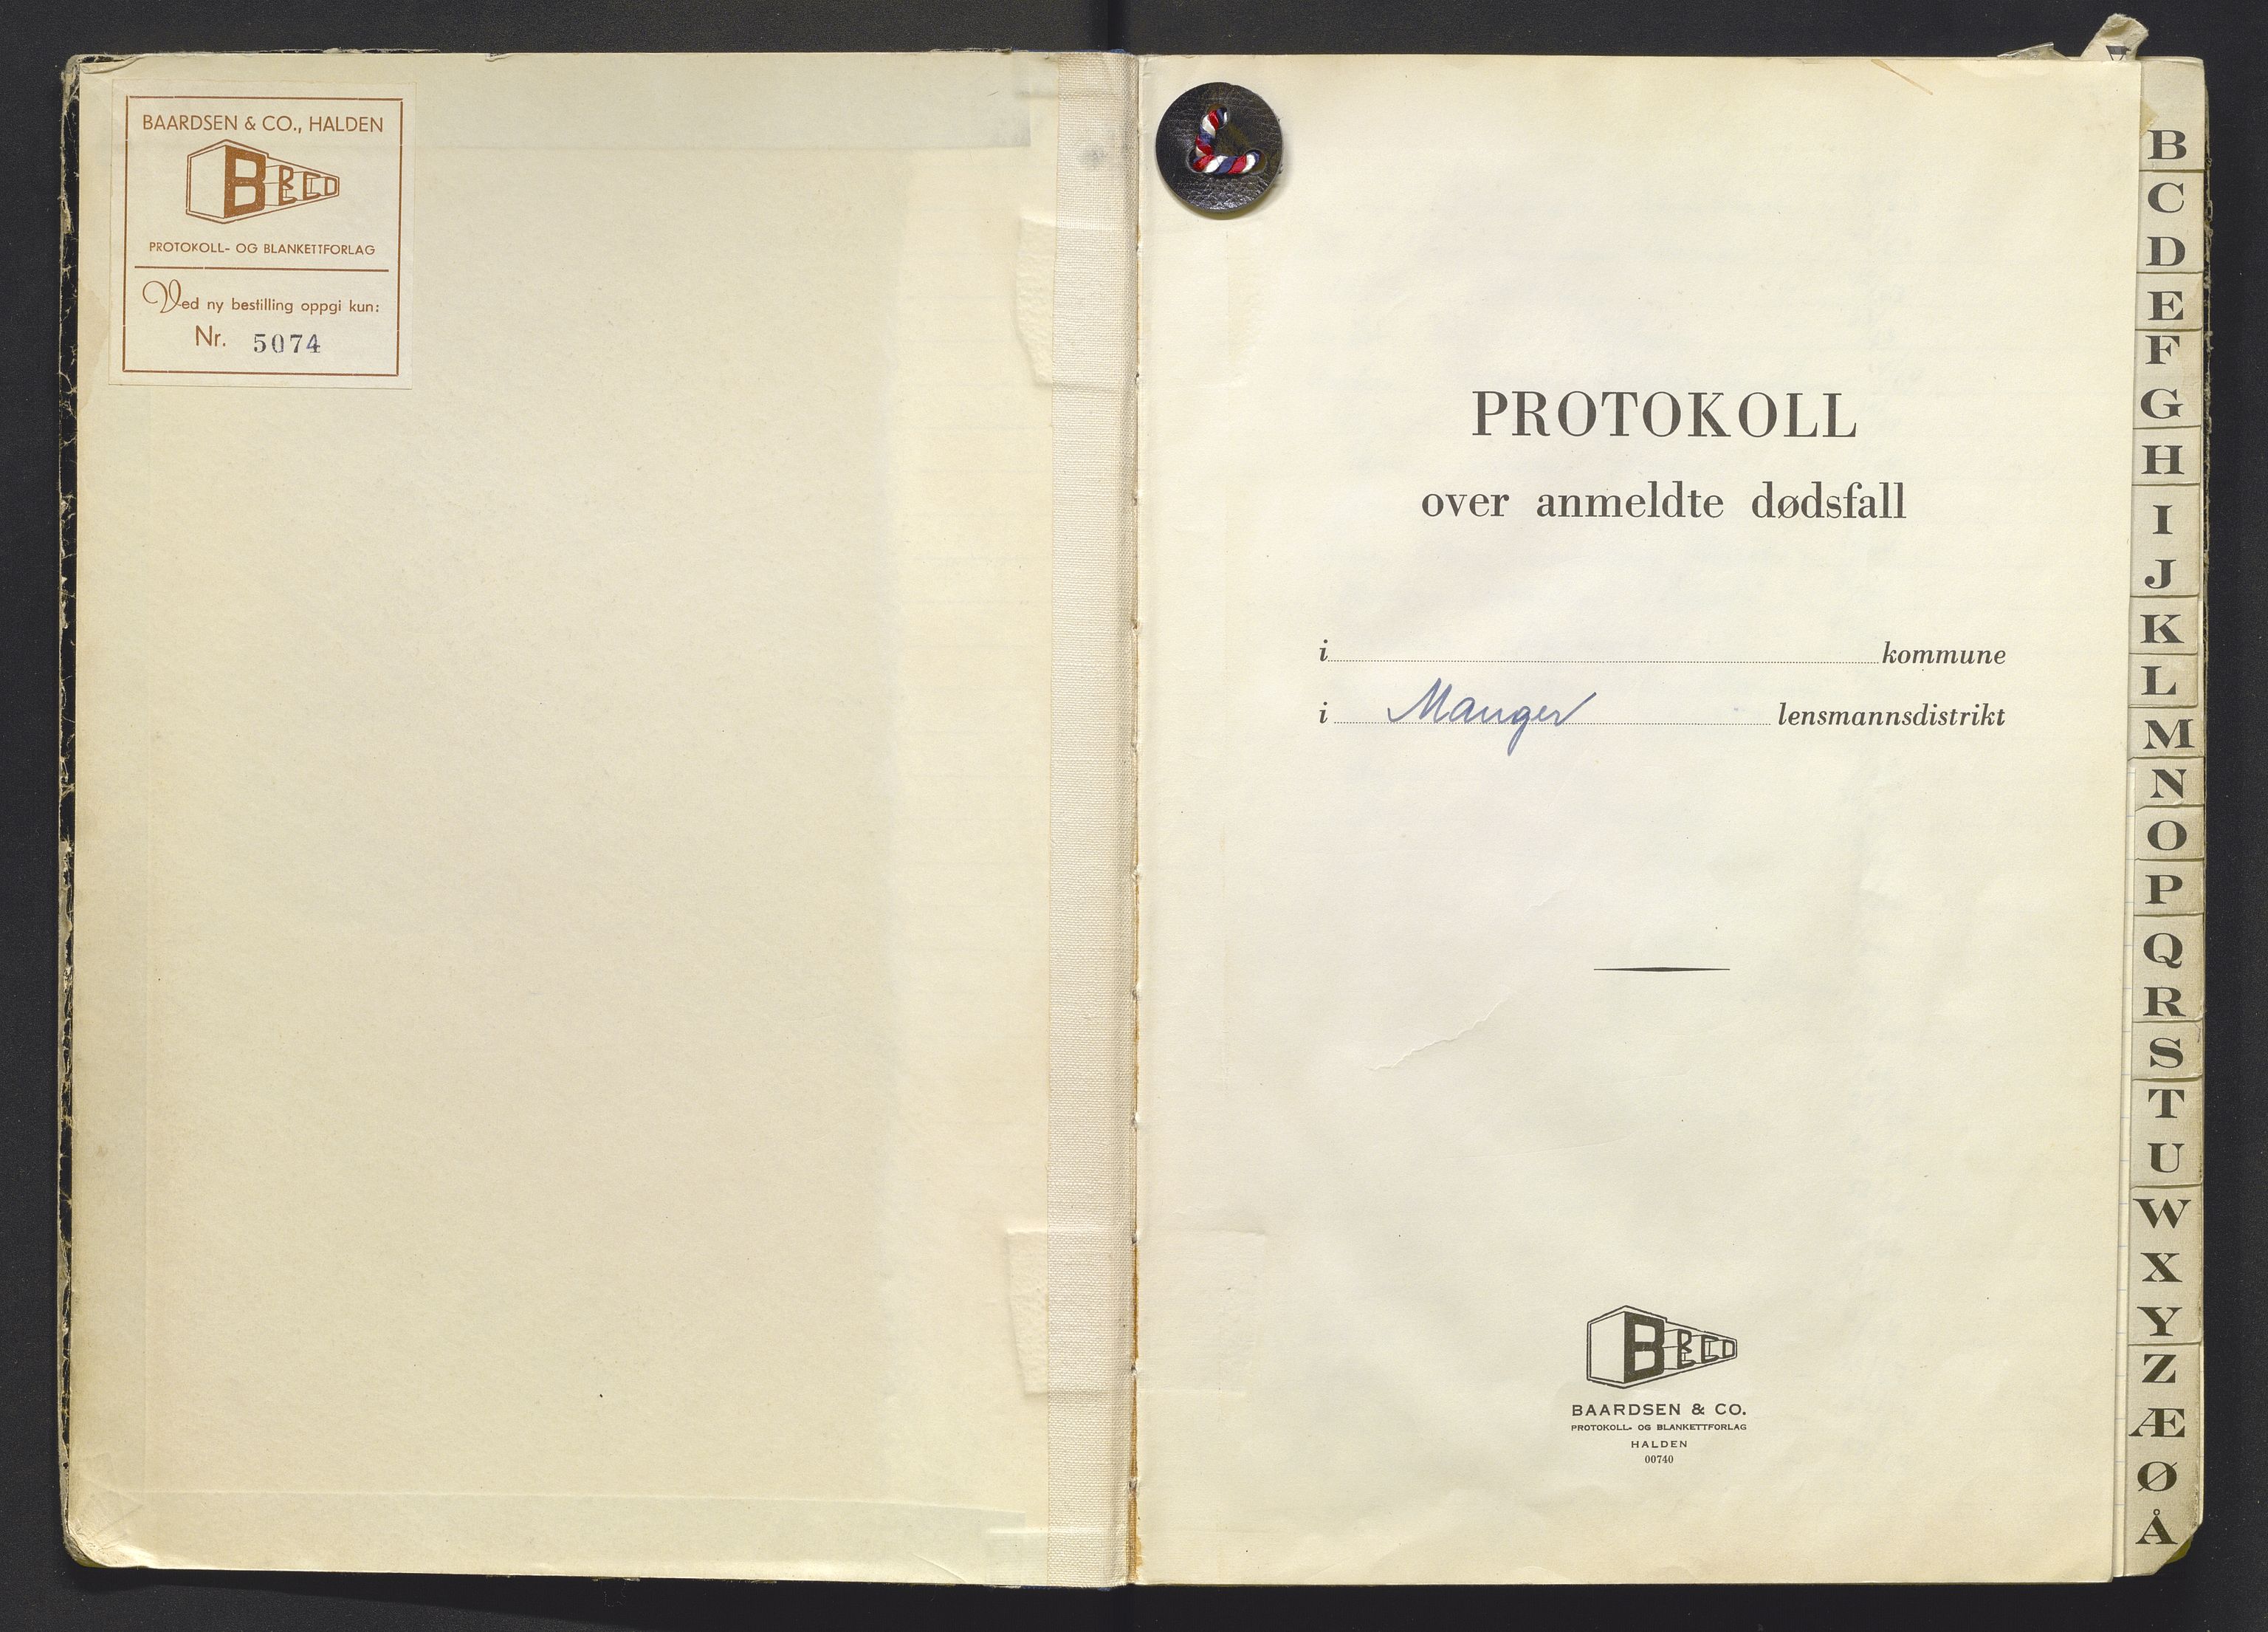 BAARDSEN & CO., HALDEN
BECO
PROTOKOLL- OG BLANKETTFORLAG
Ved ny bestilling oppgi kun:
Nr. 5074
PROTOKOLL
over anmeldte dødsfall
i kommune
i Manger lensmannsdistrikt
BAARDSEN & CO.
PROTOKOLL- OG BLANKETTFORLAG
HALDEN
00740
B
C
D
E
F
G
H
I
J
K
L
M
N
O
P
Q
R
S
T
U
W
X
Y
Z
Æ
Ø
Å